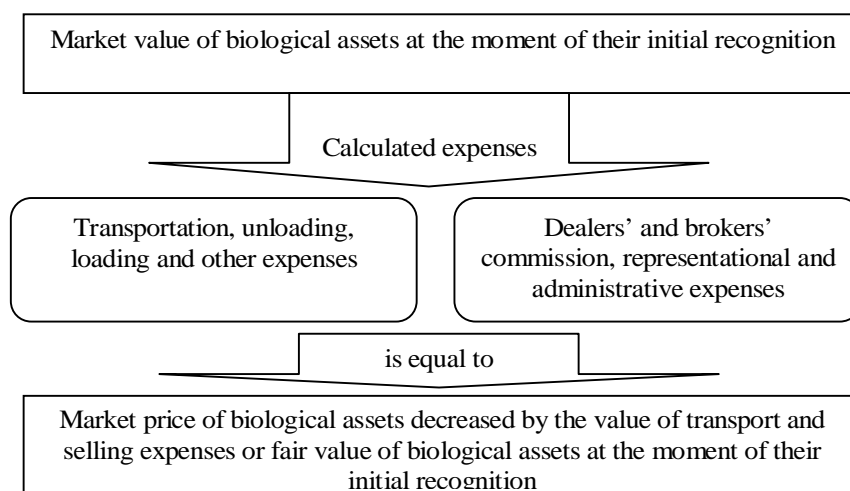 Market value of biological assets at the moment of their initial recognition
Calculated expenses
Transportation, unloading,
loading and other expenses
Dealers’ and brokers’
commission, representational and
administrative expenses
is equal to
Market price of biological assets decreased by the value of transport and
selling expenses or fair value of biological assets at the moment of their
initial recognition